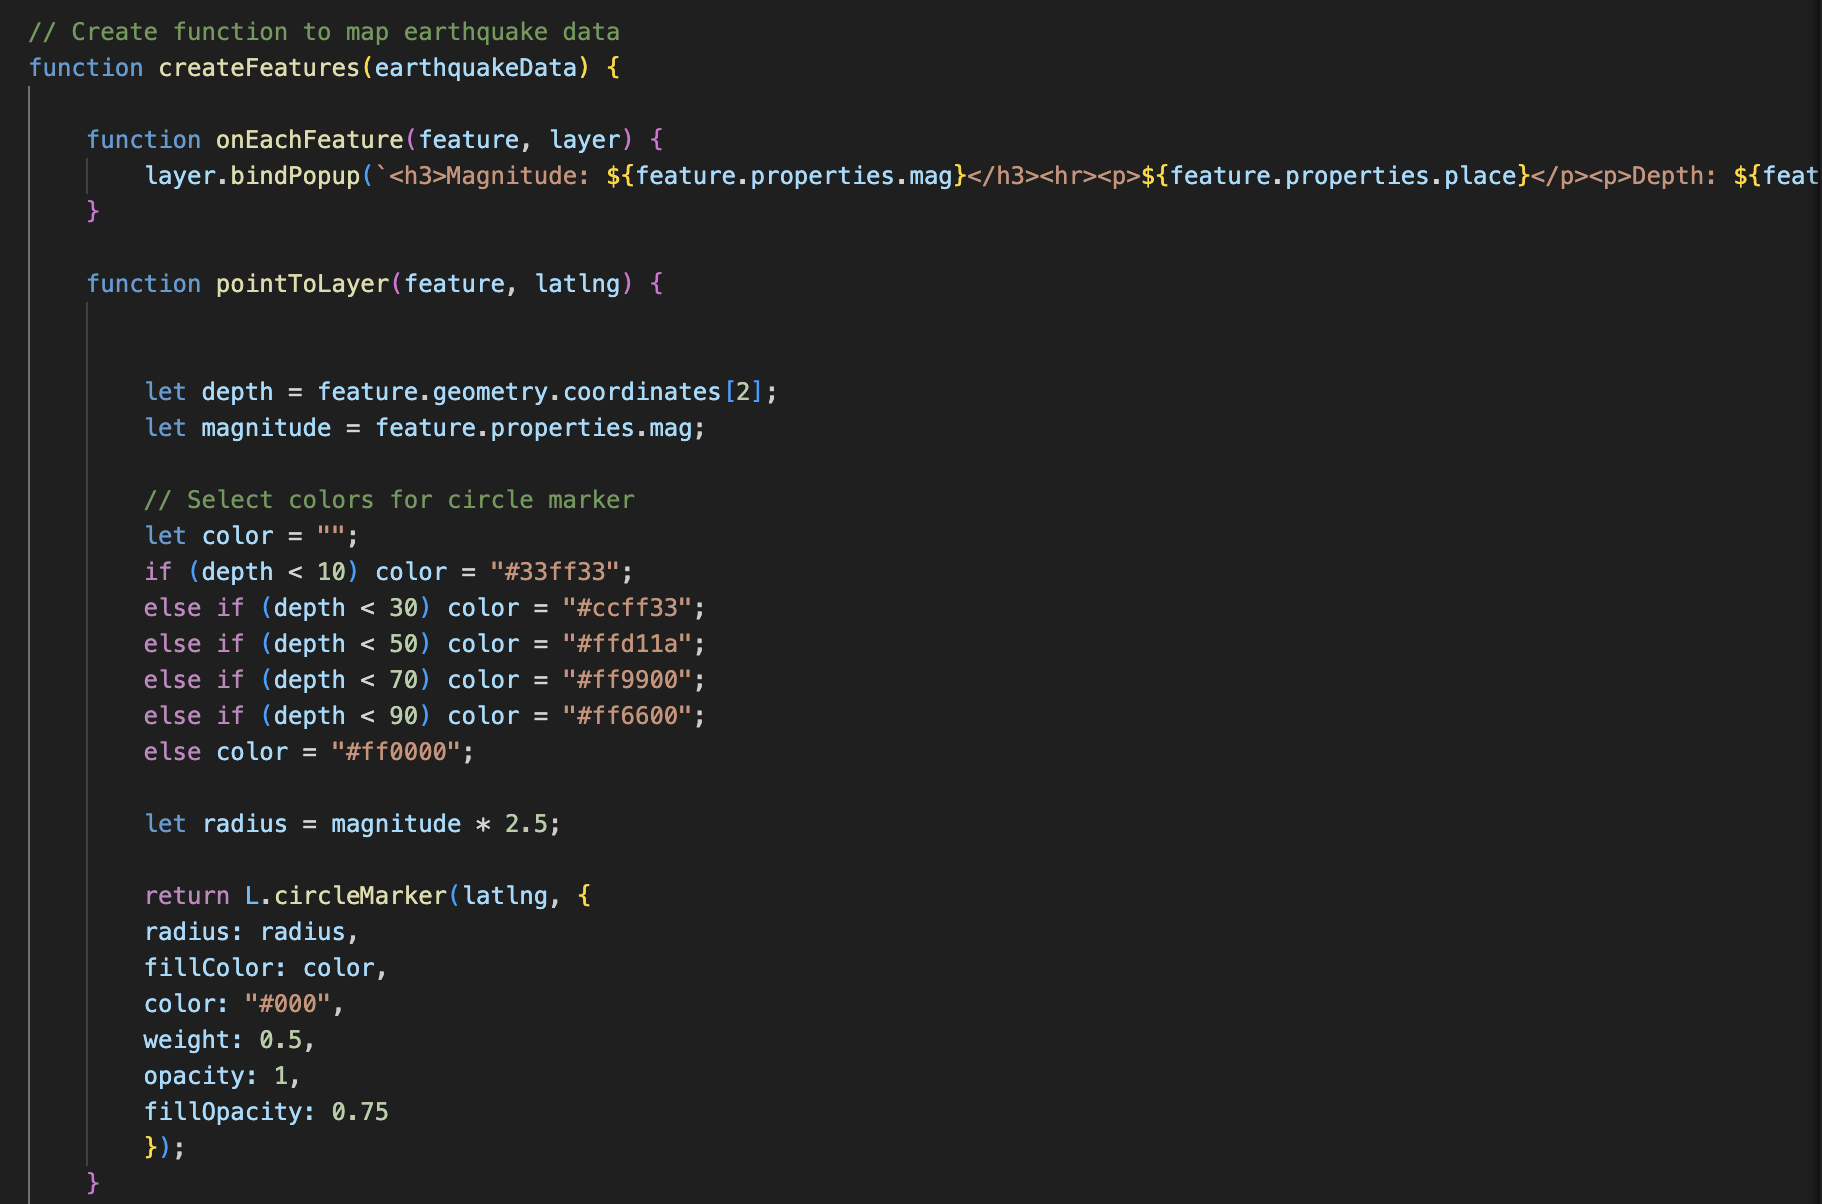 // Create function to map earthquake data
function createFeatures(earthquakeData) {
function onEachFeature(feature, layer) {
layer.bindPopup(`<h3>Magnitude: ${feature.properties.mag}</h3><hr><p>${feature.properties.place}</p><p>Depth: ${feat
}
function pointToLayer(feature, latlng) {
let depth = feature.geometry.coordinates[2];
let magnitude = feature.properties.mag;
// Select colors for circle marker
let color = "";
if (depth < 10) color = "#33ff33";
else if (depth < 30) color = "#ccff33";
else if (depth < 50) color = "#ffd11a";
else if (depth < 70) color = "#ff9900";
else if (depth < 90) color = "#ff6600";
else color = "#ff0000";
let radius = magnitude * 2.5;
return L.circleMarker(latlng, {
radius: radius,
fillColor: color,
color: "#000",
weight: 0.5,
opacity: 1,
fillOpacity: 0.75
});
}